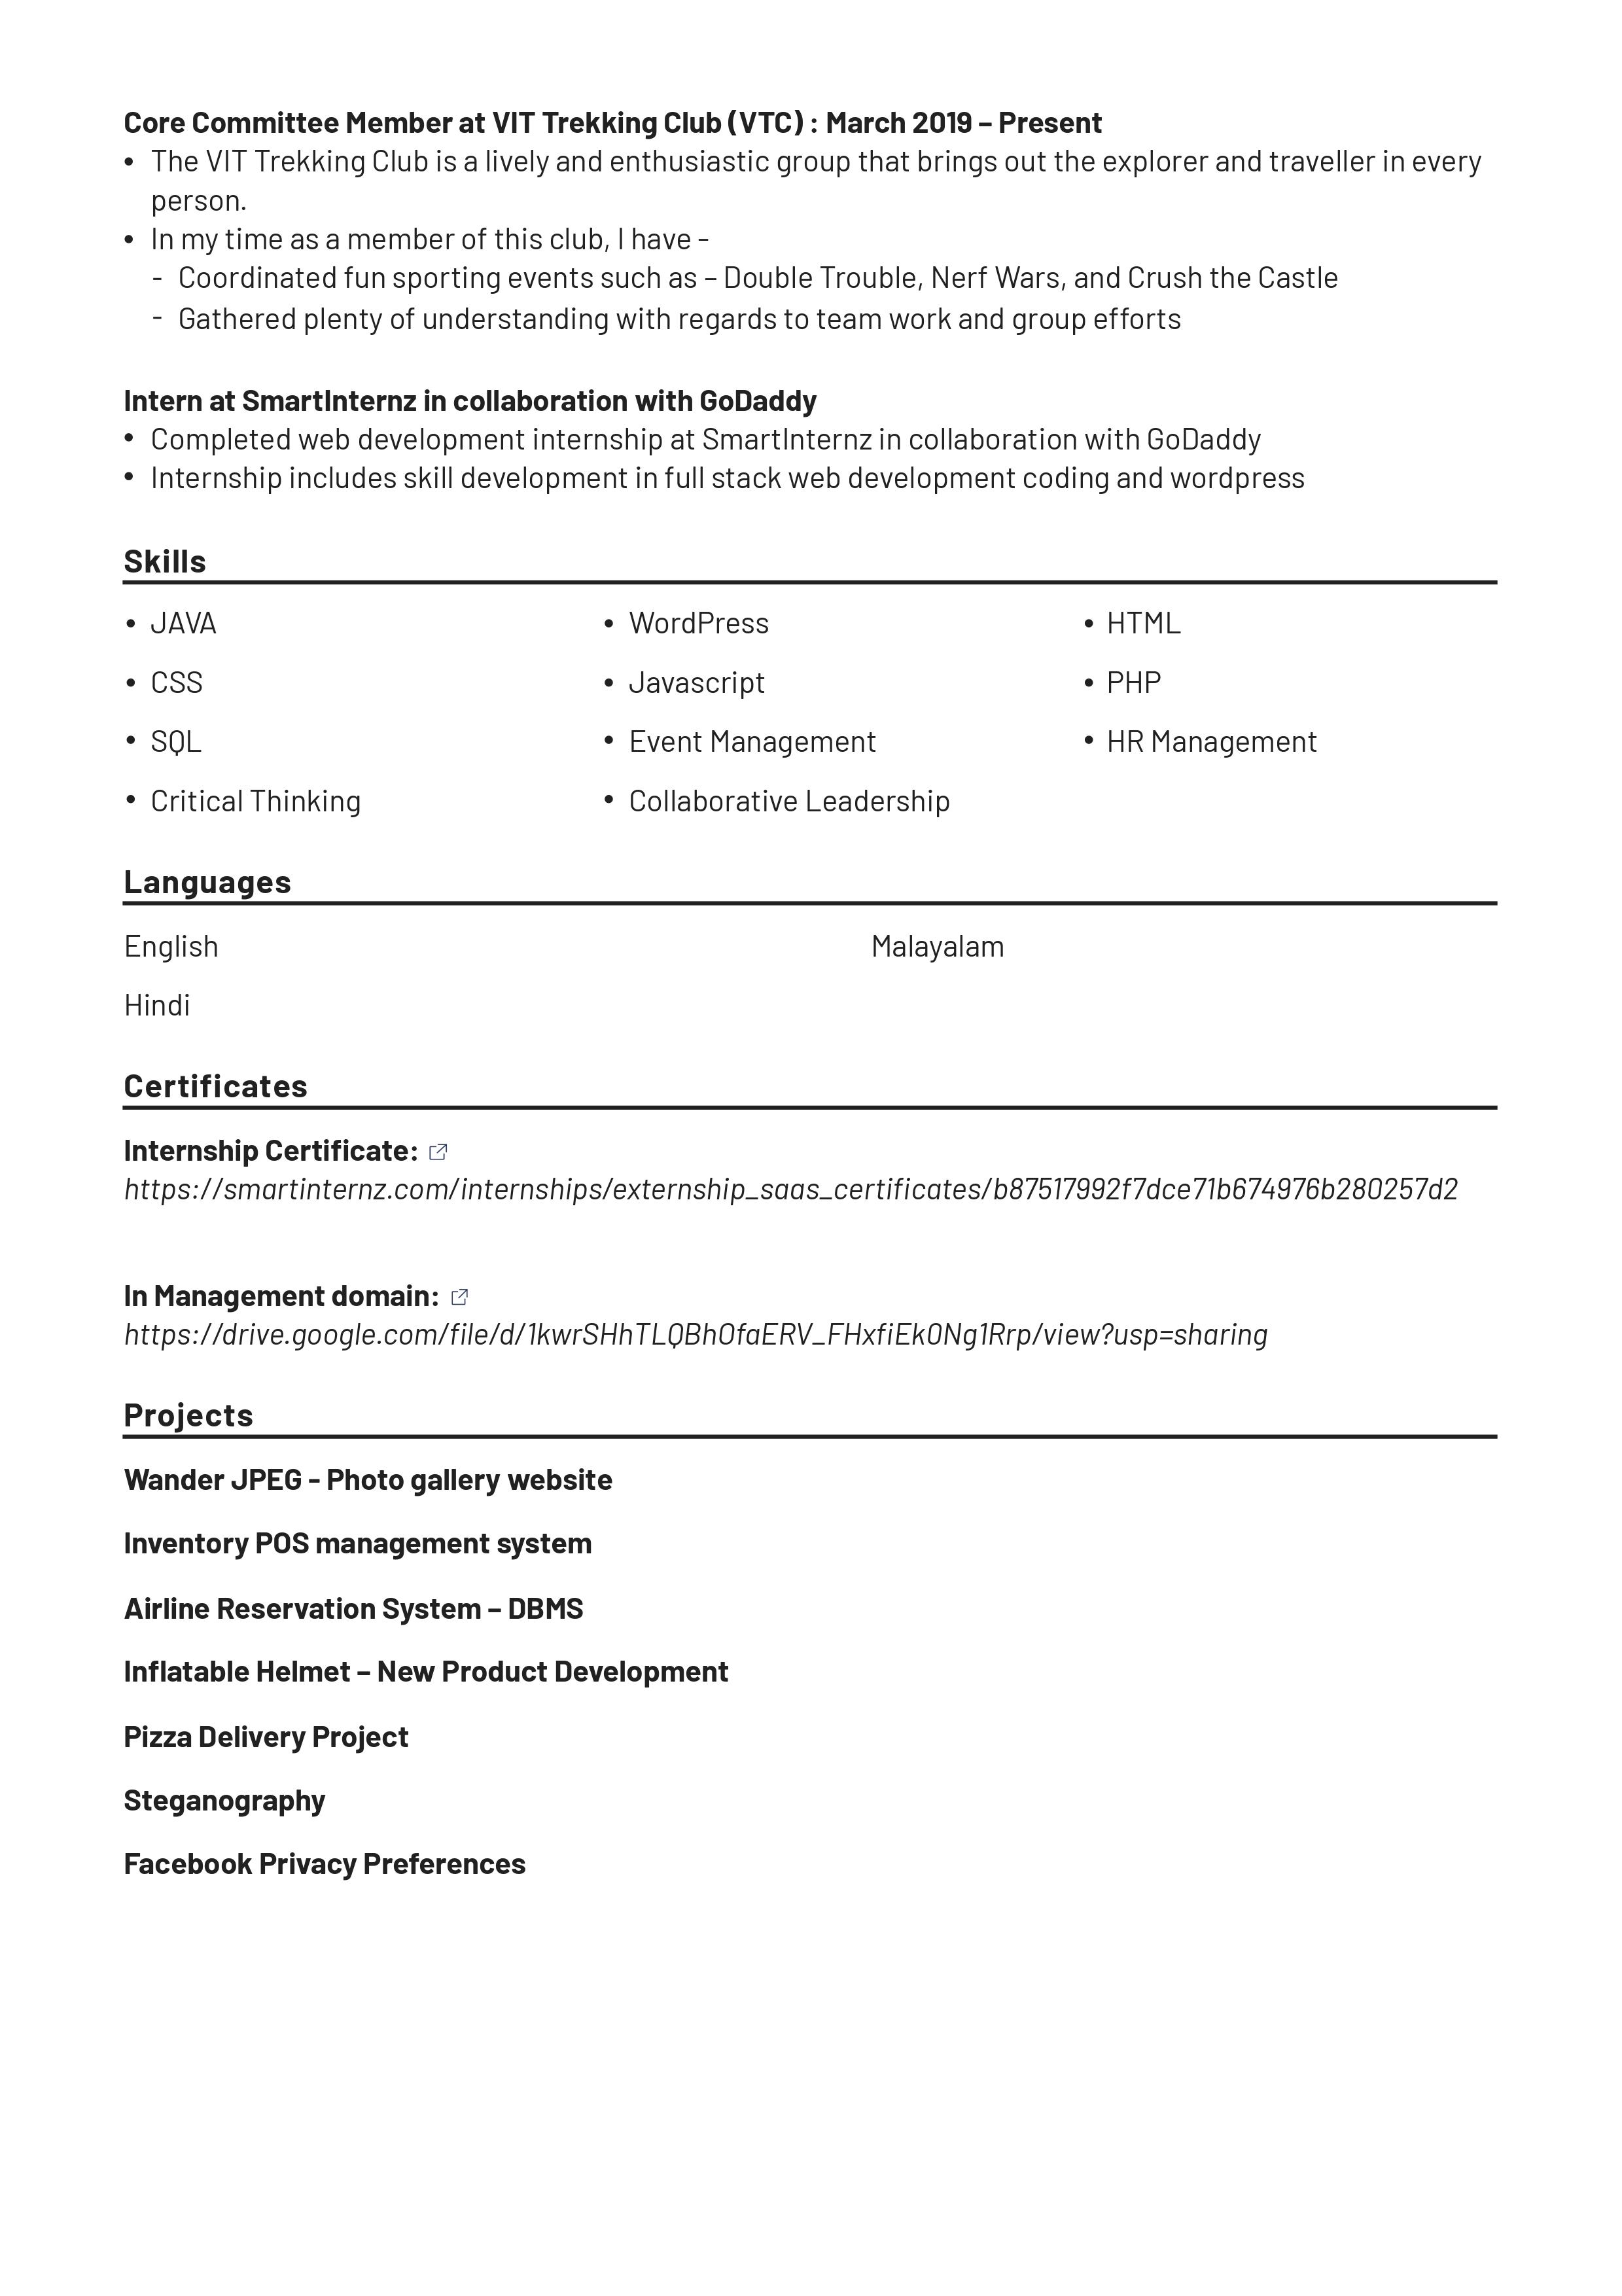 Core Committee Member at VIT Trekking Club (VTC) : March 2019 – Present
• The VIT Trekking Club is a lively and enthusiastic group that brings out the explorer and traveller in every
person.
• In my time as a member of this club, I have -
- Coordinated fun sporting events such as – Double Trouble, Nerf Wars, and Crush the Castle
- Gathered plenty of understanding with regards to team work and group efforts
Intern at SmartInternz in collaboration with GoDaddy
• Completed web development internship at SmartInternz in collaboration with GoDaddy
• Internship includes skill development in full stack web development coding and wordpress
Skills
• JAVA • WordPress • HTML
• CSS • Javascript • PHP
• SQL • Event Management • HR Management
• Critical Thinking • Collaborative Leadership
Languages
English Malayalam
Hindi
Certificates
Internship Certificate:
https://smartinternz.com/internships/externship_saas_certificates/b87517992f7dce71b674976b280257d2
In Management domain:
https://drive.google.com/file/d/1kwrSHhTLQBhOfaERV_FHxfiEk0Ng1Rrp/view?usp=sharing
Projects
Wander JPEG - Photo gallery website
Inventory POS management system
Airline Reservation System – DBMS
Inflatable Helmet – New Product Development
Pizza Delivery Project
Steganography
Facebook Privacy Preferences